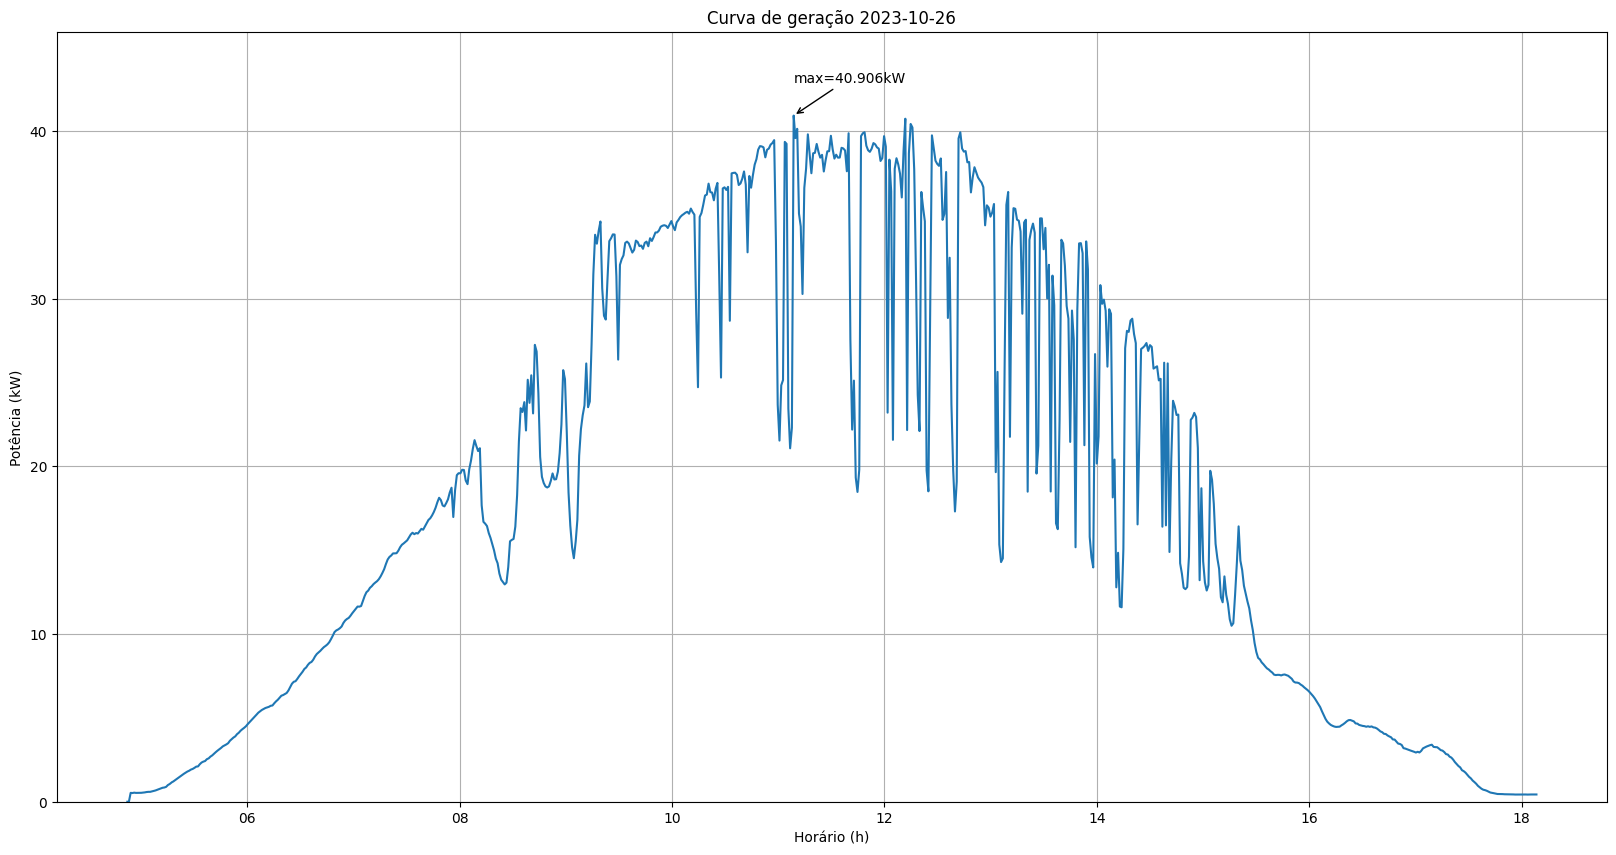 Curva de geração 2023-10-26
max=40.906kW
Potência (kW)
40
30
20
10
0
06 08 10 12 14 16 18
Horário (h)